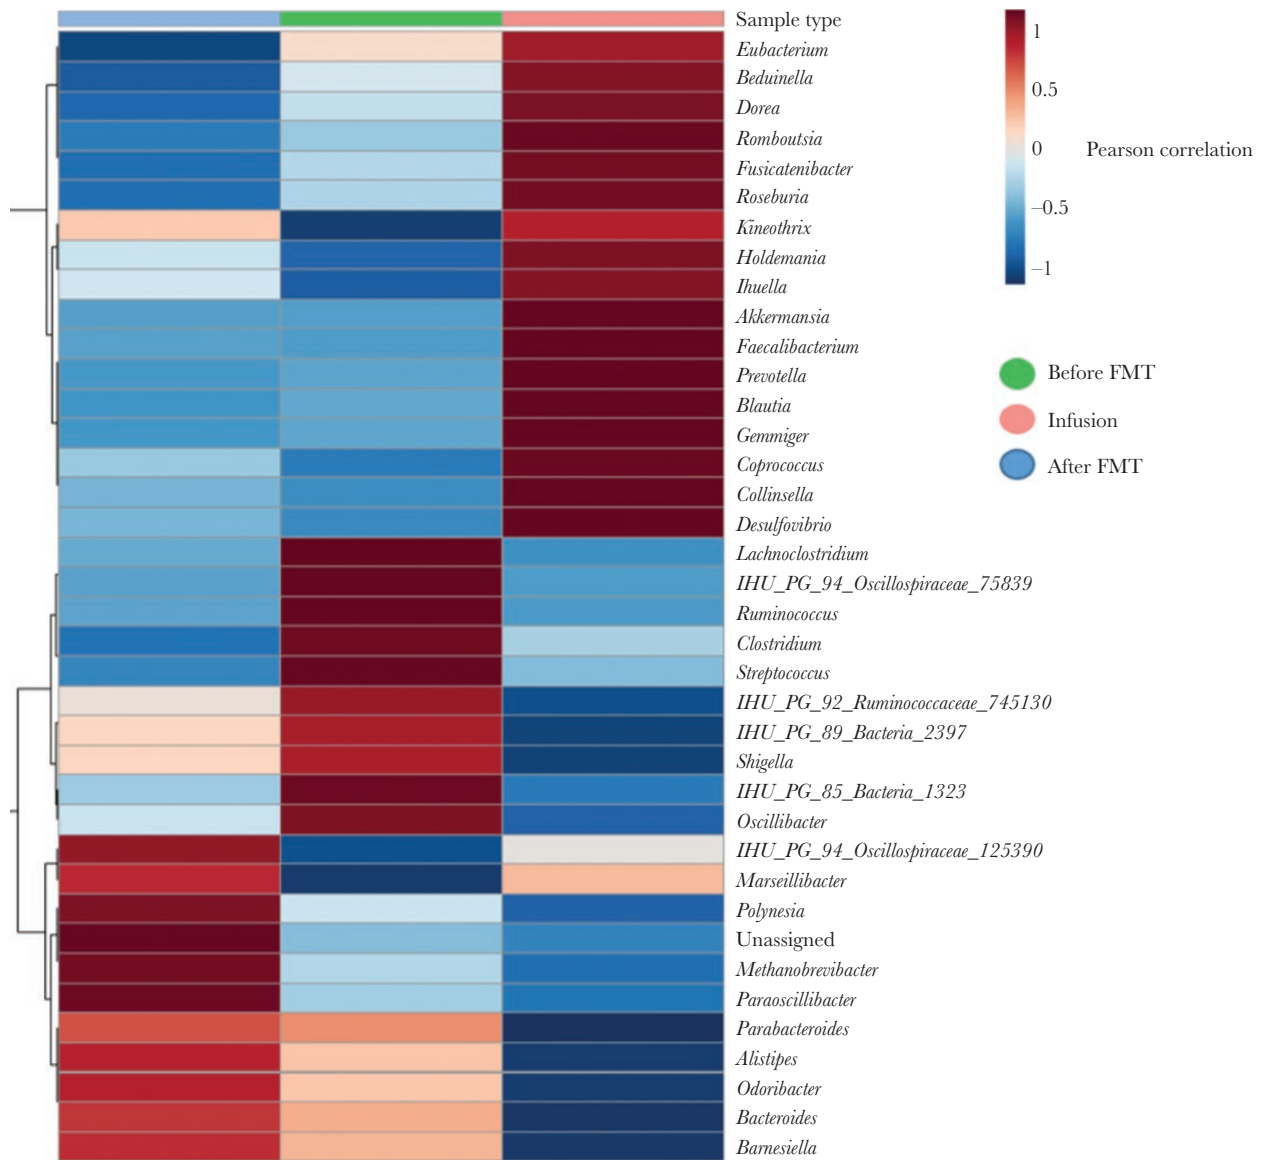 Sample type
Eubacterium
Beduinella
Dorea
Romboutsia
Fusicatenibacter
Roseburia
Kineothrix
Holdemania
Ihuella
Akkermansia
Faecalibacterium
Prevotella
Blautia
Gemmiger
Coprococcus
Collinsella
Desulfovibrio
Lachnoclostridium
IHU_PG_94_Oscillospiraceae_75839
Ruminococcus
Clostridium
Streptococcus
IHU_PG_92_Ruminococcaceae_745130
IHU_PG_89_Bacteria_2397
Shigella
IHU_PG_85_Bacteria_1323
Oscillibacter
IHU_PG_94_Oscillospiraceae_125390
Marseillibacter
Polynesia
Unassigned
Methanobrevibacter
Paraoscillibacter
Parabacteroides
Alistipes
Odoribacter
Bacteroides
Barnesiella
1
0.5
0
−0.5
−1
Pearson correlation
Before FMT
Infusion
After FMT